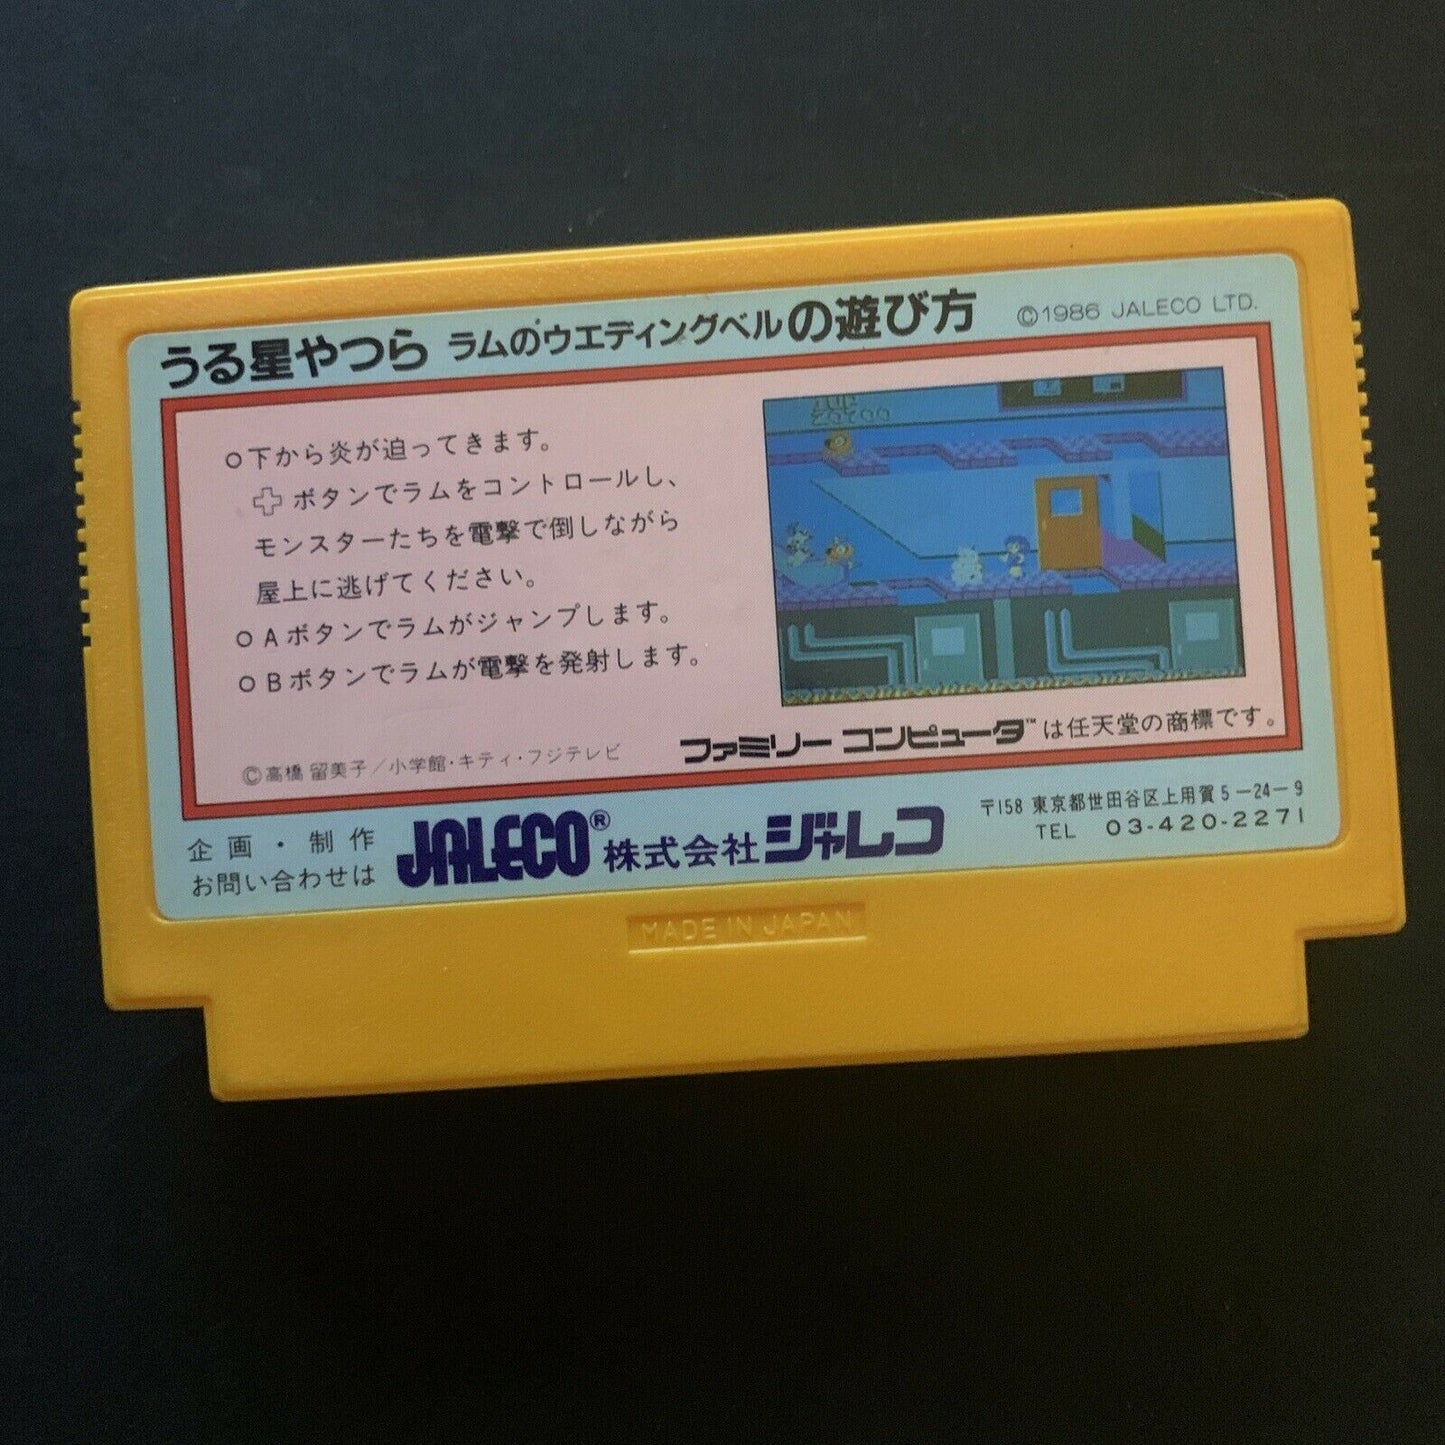 うる星やつら ラムのウエディングベルの遊び方 ©1986 JALECO LTD.
○下から炎が迫ってきます。
ボタンでラムをコントロールし、
モンスターたちを電撃で倒しながら
屋上に逃げてください。
○Aボタンでラムがジャンプします。
○Bボタンでラムが電撃を発射します。
©高橋留美子/小学館・キティ・フジテレビ
ファミリーコンピュータ™は任天堂の商標です。
企画・制作
お問い合わせは
JALECO® 株式会社ジャレコ
〒158 東京都世田谷区上用賀5-24-9
TEL 03-420-2271
MADE IN JAPAN